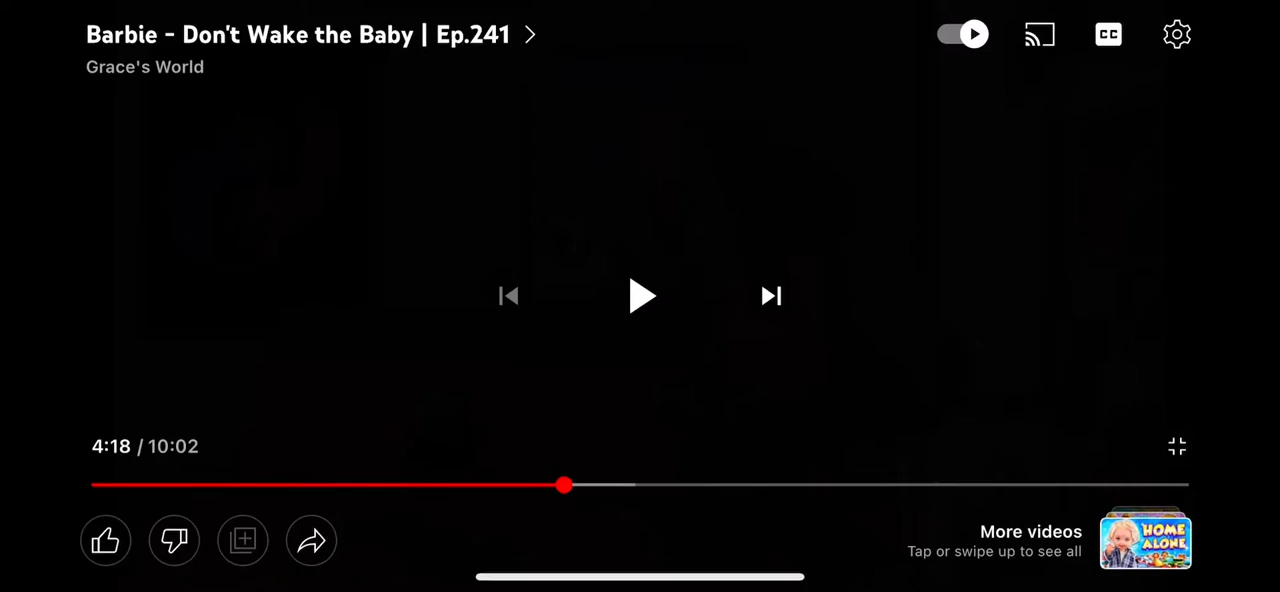 Barbie - Don't Wake the Baby | Ep.241
Grace's World
CC
4:18 / 10:02
More videos
Tap or swipe up to see all
HOME
ALONE